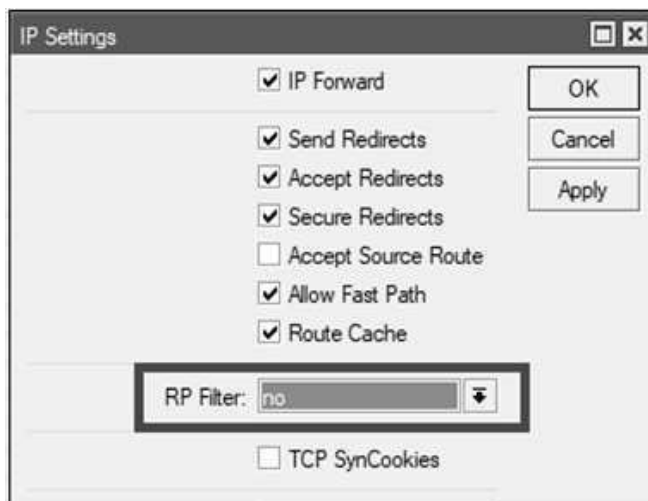 IP Settings
IP Forward
OK
Send Redirects
Cancel
Accept Redirects
Apply
Secure Redirects
Accept Source Route
Allow Fast Path
Route Cache
RP Filter: no
TCP SynCookies